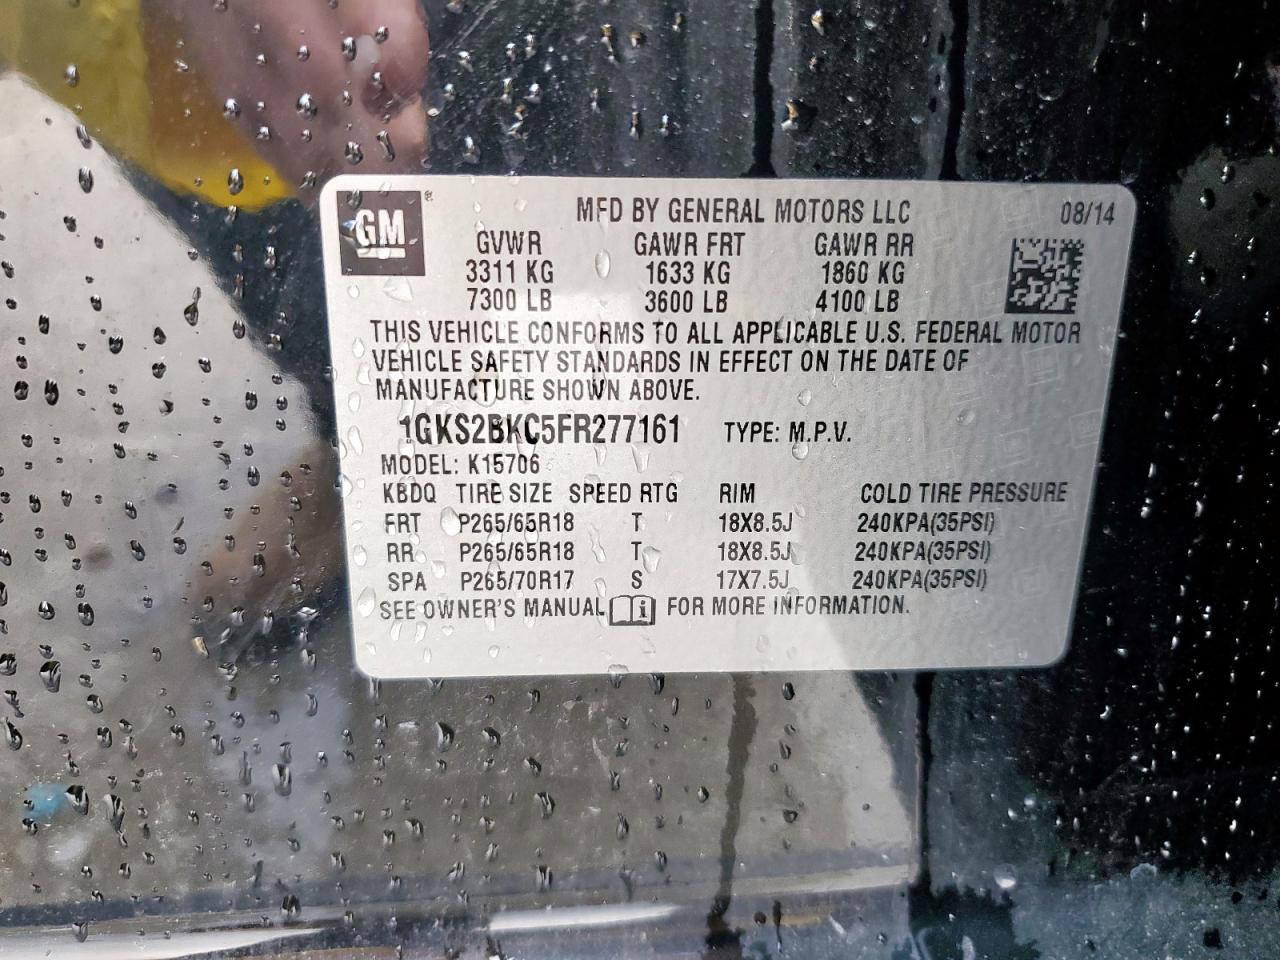 GM® MFD BY GENERAL MOTORS LLC 08/14
GVWR GAWR FRT GAWR RR
3311 KG 1633 KG 1860 KG
7300 LB 3600 LB 4100 LB
THIS VEHICLE CONFORMS TO ALL APPLICABLE U.S. FEDERAL MOTOR
VEHICLE SAFETY STANDARDS IN EFFECT ON THE DATE OF
MANUFACTURE SHOWN ABOVE.
1GKS2BKC5FR277161 TYPE: M.P.V.
MODEL: K15706
KBDQ TIRE SIZE SPEED RTG RIM COLD TIRE PRESSURE
FRT P265/65R18 T 18X8.5J 240KPA(35PSI)
RR P265/65R18 T 18X8.5J 240KPA(35PSI)
SPA P265/70R17 S 17X7.5J 240KPA(35PSI)
SEE OWNER'S MANUAL i FOR MORE INFORMATION.